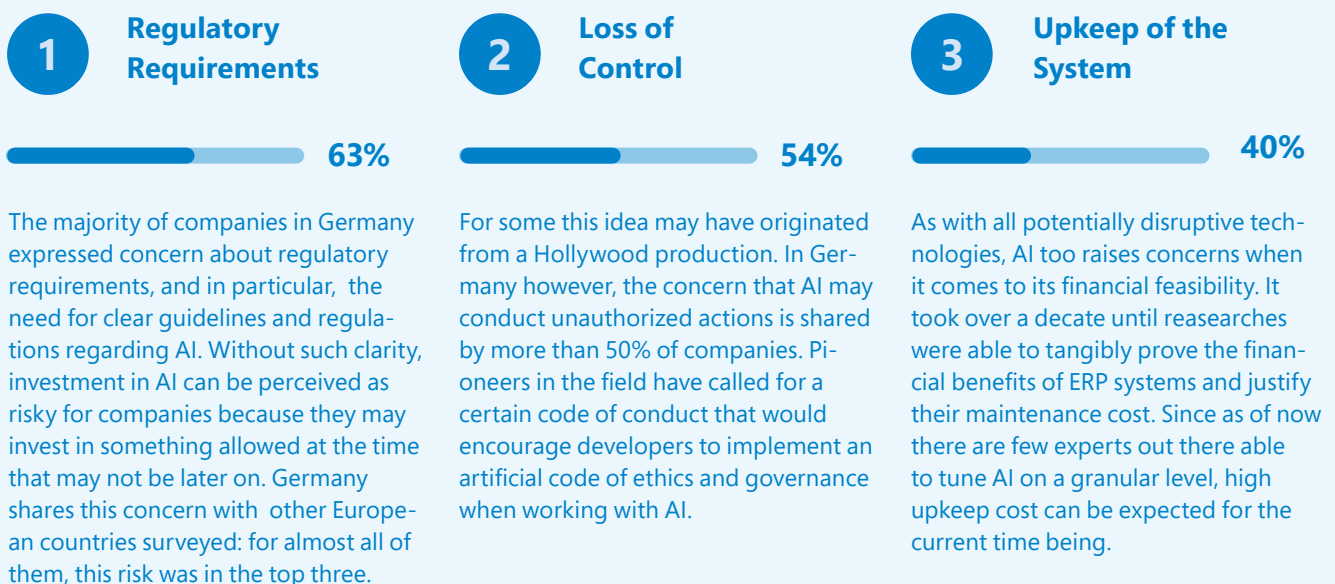 1
Regulatory
Requirements
63%
The majority of companies in Germany
expressed concern about regulatory
requirements, and in particular,  the
need for clear guidelines and regula-
tions regarding AI. Without such clarity,
investment in AI can be perceived as
risky for companies because they may
invest in something allowed at the time
that may not be later on. Germany
shares this concern with  other Europe-
an countries surveyed: for almost all of
them, this risk was in the top three.
2
Loss of
Control
54%
For some this idea may have originated
from a Hollywood production. In Ger-
many however, the concern that AI may
conduct unauthorized actions is shared
by more than 50% of companies. Pi-
oneers in the field have called for a
certain code of conduct that would
encourage developers to implement an
artificial code of ethics and governance
when working with AI.
3
Upkeep of the
System
40%
As with all potentially disruptive tech-
nologies, AI too raises concerns when
it comes to its financial feasibility. It
took over a decate until reasearches
were able to tangibly prove the finan-
cial benefits of ERP systems and justify
their maintenance cost. Since as of now
there are few experts out there able
to tune AI on a granular level, high
upkeep cost can be expected for the
current time being.